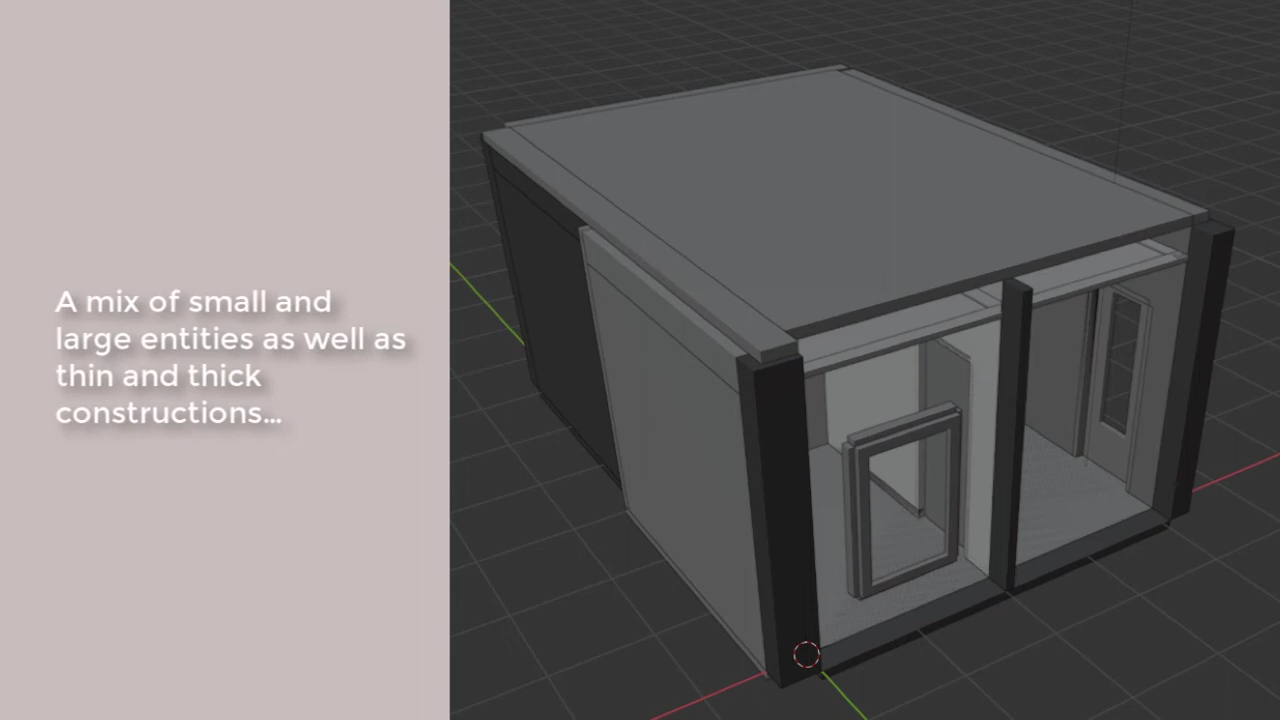 A mix of small and
large entities as well as
thin and thick
constructions...